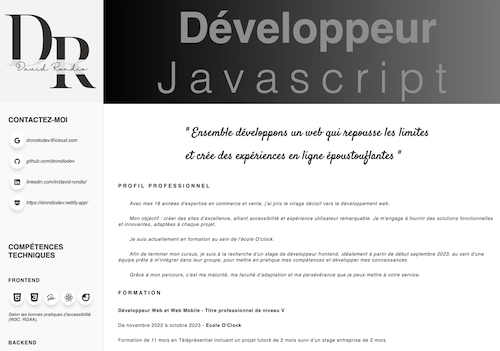 DR
David Rondio
Développeur
Javascript
CONTACTEZ-MOI
drondiodev@icloud.com
github.com/drondiodev
linkedin.com/in/david-rondio/
https://drondiodev.netlify.app/
COMPÉTENCES
TECHNIQUES
FRONTEND
Selon les bonnes pratiques d'accessibilité
(W3C, RGAA).
BACKEND
" Ensemble développons un web qui repousse les limites
et crée des expériences en ligne époustouflantes "
PROFIL PROFESSIONNEL
Avec mes 18 années d'expertise en commerce et vente, j'ai pris le virage décisif vers le développement web.
Mon objectif : créer des sites d'excellence, alliant accessibilité et expérience utilisateur remarquable. Je m'engage à fournir des solutions fonctionnelles
et innovantes, adaptées à chaque projet.
Je suis actuellement en formation au sein de l'école O'clock.
Afin de terminer mon cursus, je suis à la recherche d'un stage de développeur frontend, idéalement à partir de début septembre 2023, au sein d'une
équipe prête à m'intégrer dans leur groupe, pour mettre en pratique mes compétences et développer mes connaissances.
Grâce à mon parcours, c'est ma maturité, ma faculté d'adaptation et ma persévérance que je peux mettre à votre service.
FORMATION
Développeur Web et Web Mobile - Titre professionnel de niveau V
De novembre 2022 à octobre 2023 - Ecole O'Clock
Formation de 11 mois en Téléprésentiel incluant un projet tutoré de 2 mois suivi d'un stage entreprise de 2 mois.